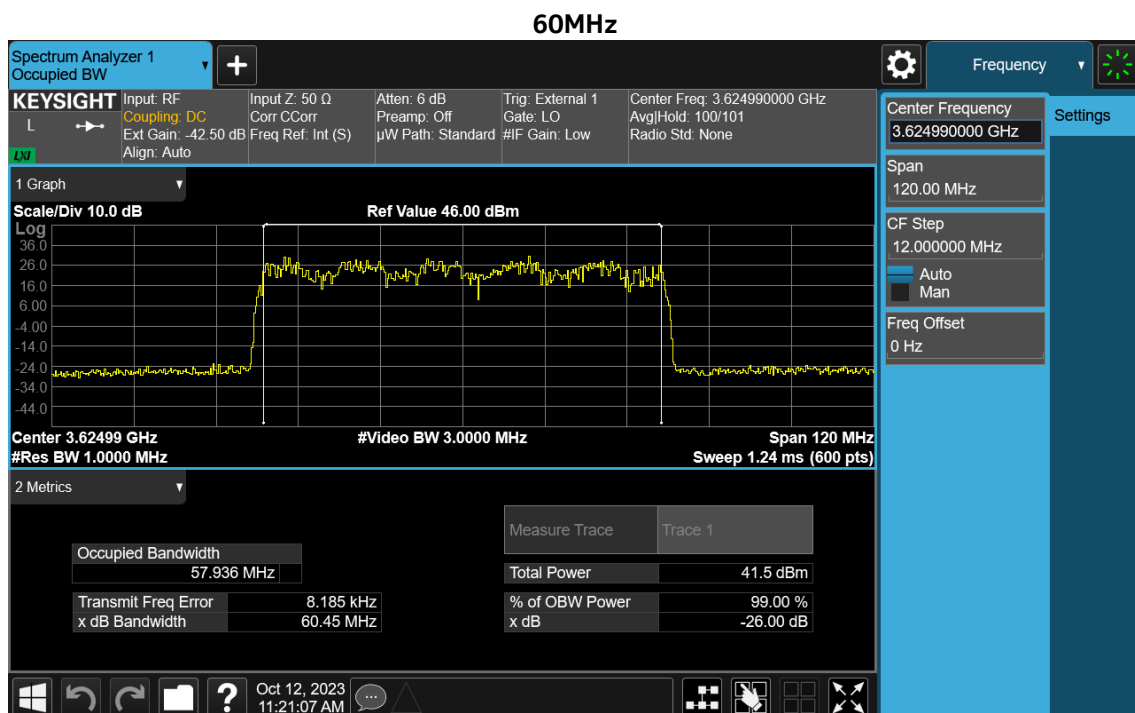 60MHz
Spectrum Analyzer 1
Occupied BW
Frequency
KEYSIGHT
L
LXI
Input: RF
Coupling: DC
Ext Gain: -42.50 dB
Align: Auto
Input Z: 50 Ω
Corr CCorr
Freq Ref: Int (S)
Atten: 6 dB
Preamp: Off
µW Path: Standard
Trig: External 1
Gate: LO
#IF Gain: Low
Center Freq: 3.624990000 GHz
Avg|Hold: 100/101
Radio Std: None
Center Frequency
3.624990000 GHz
Settings
Span
120.00 MHz
CF Step
12.000000 MHz
Auto
Man
Freq Offset
0 Hz
1 Graph
Scale/Div 10.0 dB
Ref Value 46.00 dBm
Log
36.0
26.0
16.0
6.00
-4.00
-14.0
-24.0
-34.0
-44.0
Center 3.62499 GHz
#Video BW 3.0000 MHz
Span 120 MHz
#Res BW 1.0000 MHz
Sweep 1.24 ms (600 pts)
2 Metrics
Measure Trace
Trace 1
Occupied Bandwidth
57.936 MHz
Total Power
41.5 dBm
Transmit Freq Error
8.185 kHz
% of OBW Power
99.00 %
x dB Bandwidth
60.45 MHz
x dB
-26.00 dB
?
Oct 12, 2023
11:21:07 AM